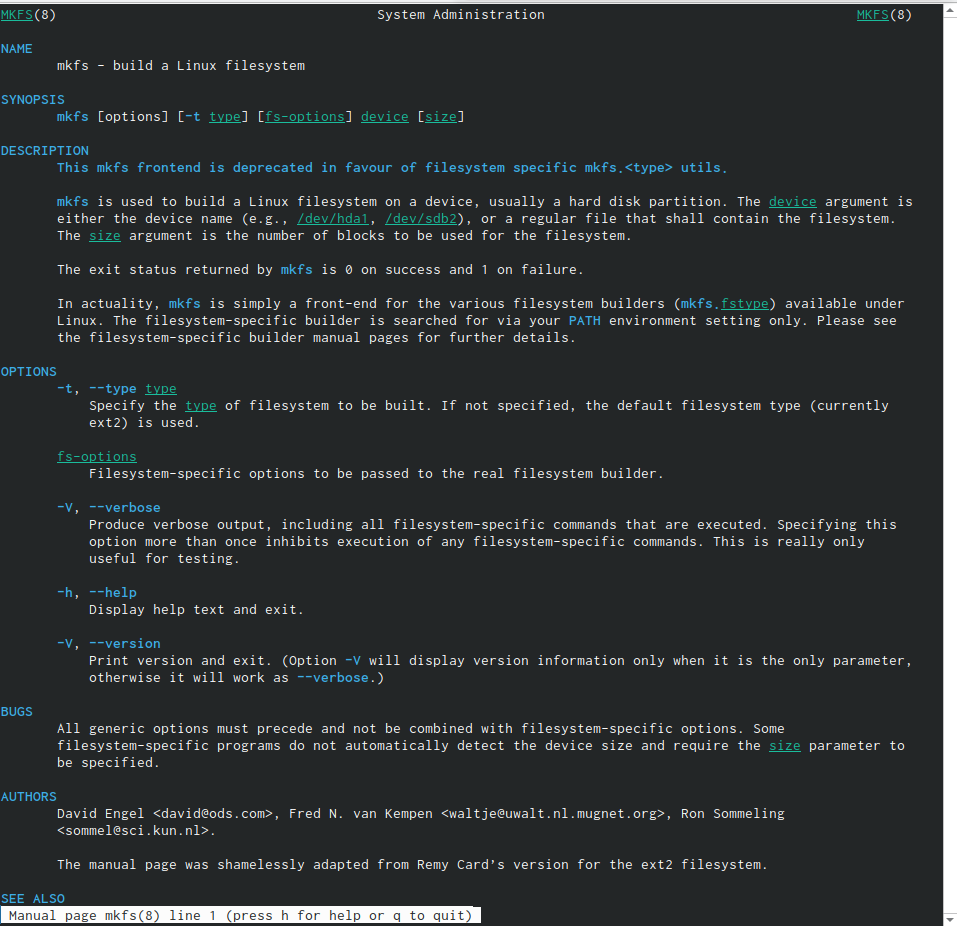 MKFS(8) System Administration MKFS(8)
NAME
mkfs - build a Linux filesystem
SYNOPSIS
mkfs [options] [-t type] [fs-options] device [size]
DESCRIPTION
This mkfs frontend is deprecated in favour of filesystem specific mkfs.<type> utils.
mkfs is used to build a Linux filesystem on a device, usually a hard disk partition. The device argument is
either the device name (e.g., /dev/hda1, /dev/sdb2), or a regular file that shall contain the filesystem.
The size argument is the number of blocks to be used for the filesystem.
The exit status returned by mkfs is 0 on success and 1 on failure.
In actuality, mkfs is simply a front-end for the various filesystem builders (mkfs.fstype) available under
Linux. The filesystem-specific builder is searched for via your PATH environment setting only. Please see
the filesystem-specific builder manual pages for further details.
OPTIONS
-t, --type type
Specify the type of filesystem to be built. If not specified, the default filesystem type (currently
ext2) is used.
fs-options
Filesystem-specific options to be passed to the real filesystem builder.
-V, --verbose
Produce verbose output, including all filesystem-specific commands that are executed. Specifying this
option more than once inhibits execution of any filesystem-specific commands. This is really only
useful for testing.
-h, --help
Display help text and exit.
-V, --version
Print version and exit. (Option -V will display version information only when it is the only parameter,
otherwise it will work as --verbose.)
BUGS
All generic options must precede and not be combined with filesystem-specific options. Some
filesystem-specific programs do not automatically detect the device size and require the size parameter to
be specified.
AUTHORS
David Engel <david@ods.com>, Fred N. van Kempen <waltje@uwalt.nl.mugnet.org>, Ron Sommeling
<sommel@sci.kun.nl>.
The manual page was shamelessly adapted from Remy Card’s version for the ext2 filesystem.
SEE ALSO
Manual page mkfs(8) line 1 (press h for help or q to quit)